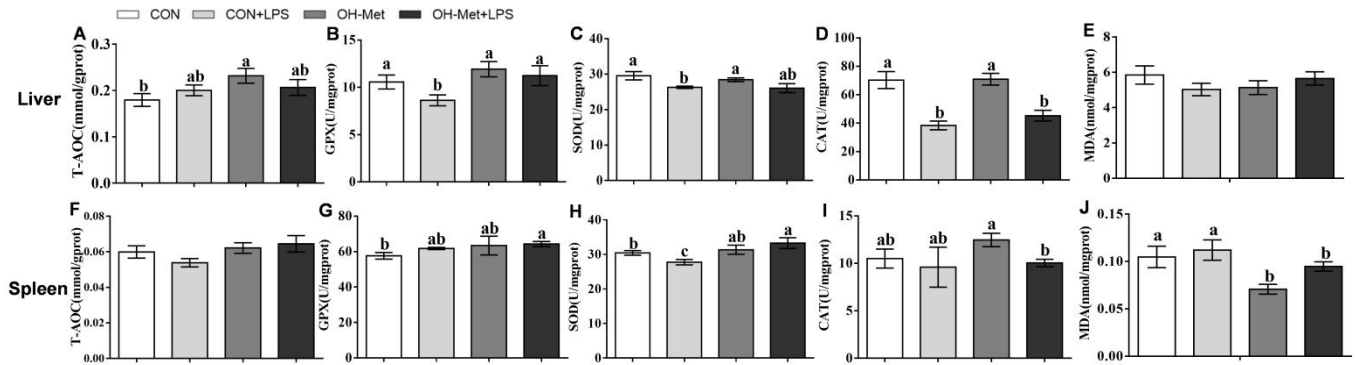 CON CON+LPS OH-Met OH-Met+LPS
Liver
A
T-AOC(nmol/gprot)
0.3
0.2
0.1
0.0
b ab a ab
B
GPX(U/mgprot)
15
10
5
0
a b a a
C
SOD(U/mgprot)
40
30
20
10
0
a b a ab
D
CAT(U/mgprot)
100
80
60
40
20
0
a b a b
E
MDA(nmol/mgprot)
8
6
4
2
0
Spleen
F
T-AOC(mmol/gprot)
0.08
0.06
0.04
0.02
0.00
G
GPX(U/mgprot)
80
60
40
20
0
b ab ab a
H
SOD(U/mgprot)
40
30
20
10
0
b c ab a
I
CAT(U/mgprot)
15
10
5
0
ab ab a b
J
MDA(nmol/mgprot)
0.15
0.10
0.05
0.00
a a b b